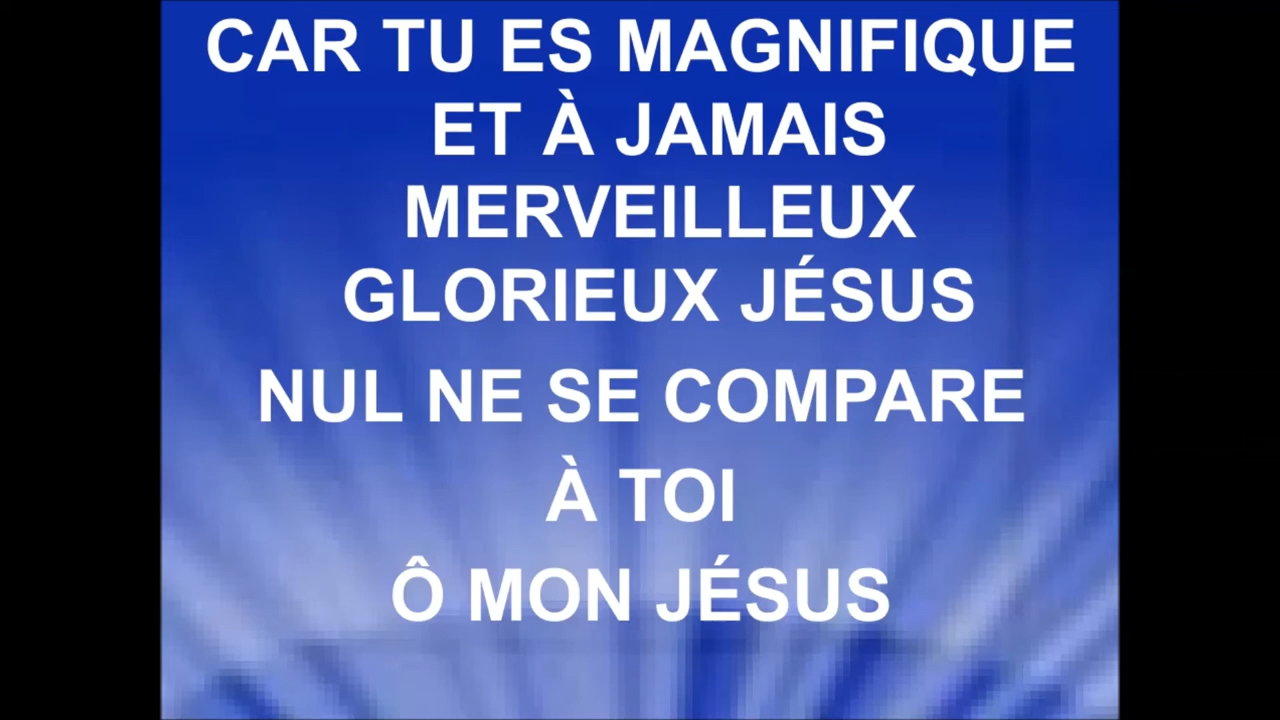 CAR TU ES MAGNIFIQUE
ET À JAMAIS
MERVEILLEUX
GLORIEUX JÉSUS
NUL NE SE COMPARE
À TOI
Ô MON JÉSUS